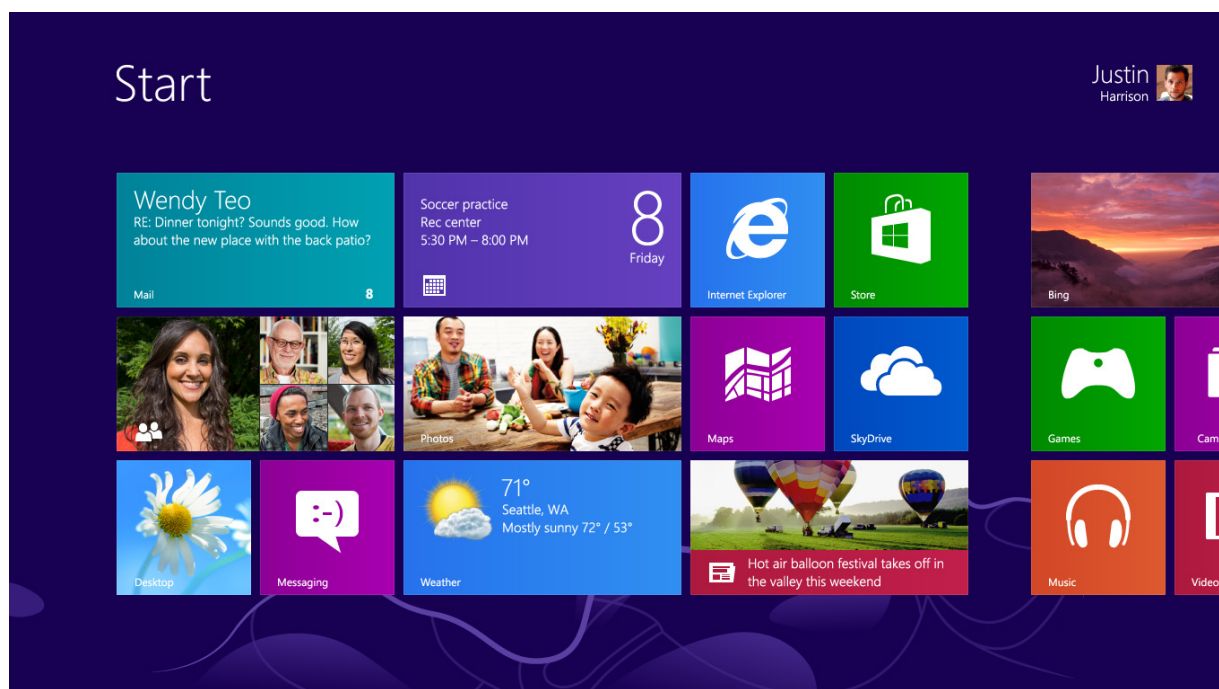 Start
Justin
Harrison
Wendy Teo
RE: Dinner tonight? Sounds good. How
about the new place with the back patio?
Mail
8
Soccer practice
Rec center
5:30 PM – 8:00 PM
8
Friday
Internet Explorer
Store
Bing
Photos
Maps
SkyDrive
Games
Cam
Desktop
:-)
Messaging
71°
Seattle, WA
Mostly sunny 72° / 53°
Weather
Hot air balloon festival takes off in
the valley this weekend
Music
Video